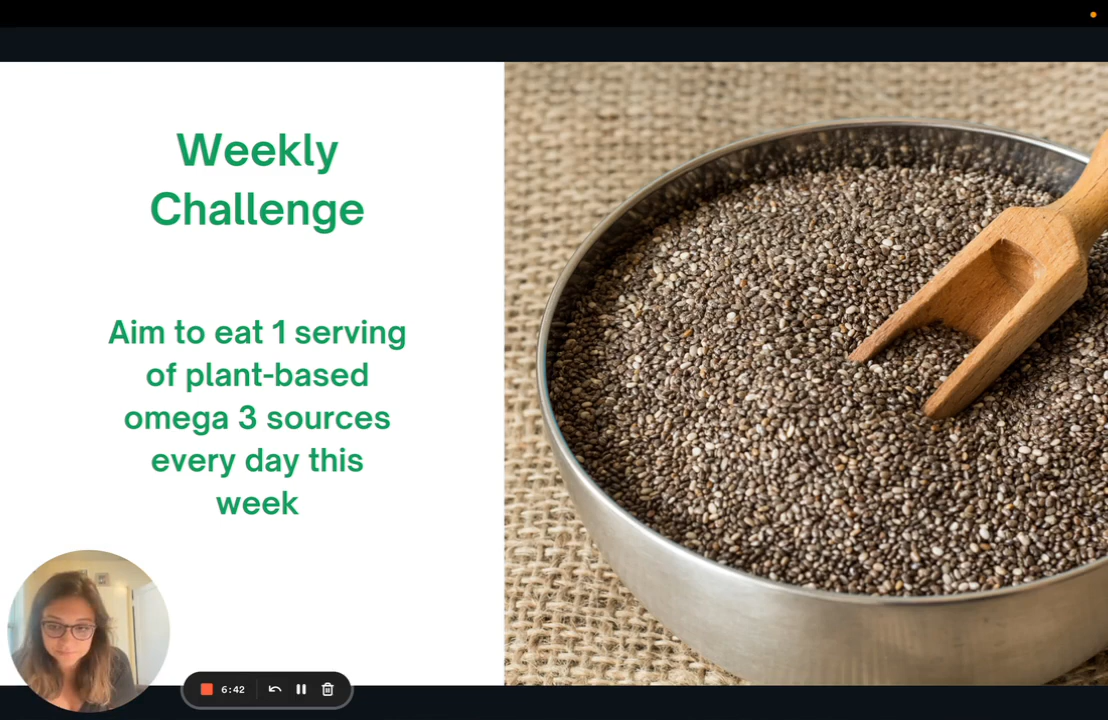 Weekly
Challenge
Aim to eat 1 serving
of plant-based
omega 3 sources
every day this
week
6:42